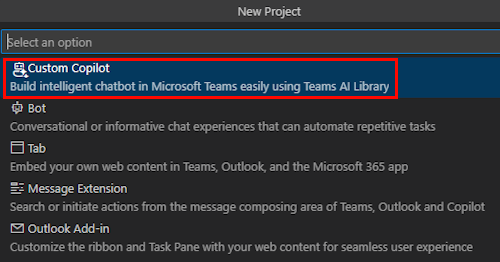 New Project
Select an option
Custom Copilot
Build intelligent chatbot in Microsoft Teams easily using Teams AI Library
Bot
Conversational or informative chat experiences that can automate repetitive tasks
Tab
Embed your own web content in Teams, Outlook, and the Microsoft 365 app
Message Extension
Search or initiate actions from the message composing area of Teams, Outlook and Copilot
Outlook Add-in
Customize the ribbon and Task Pane with your web content for seamless user experience